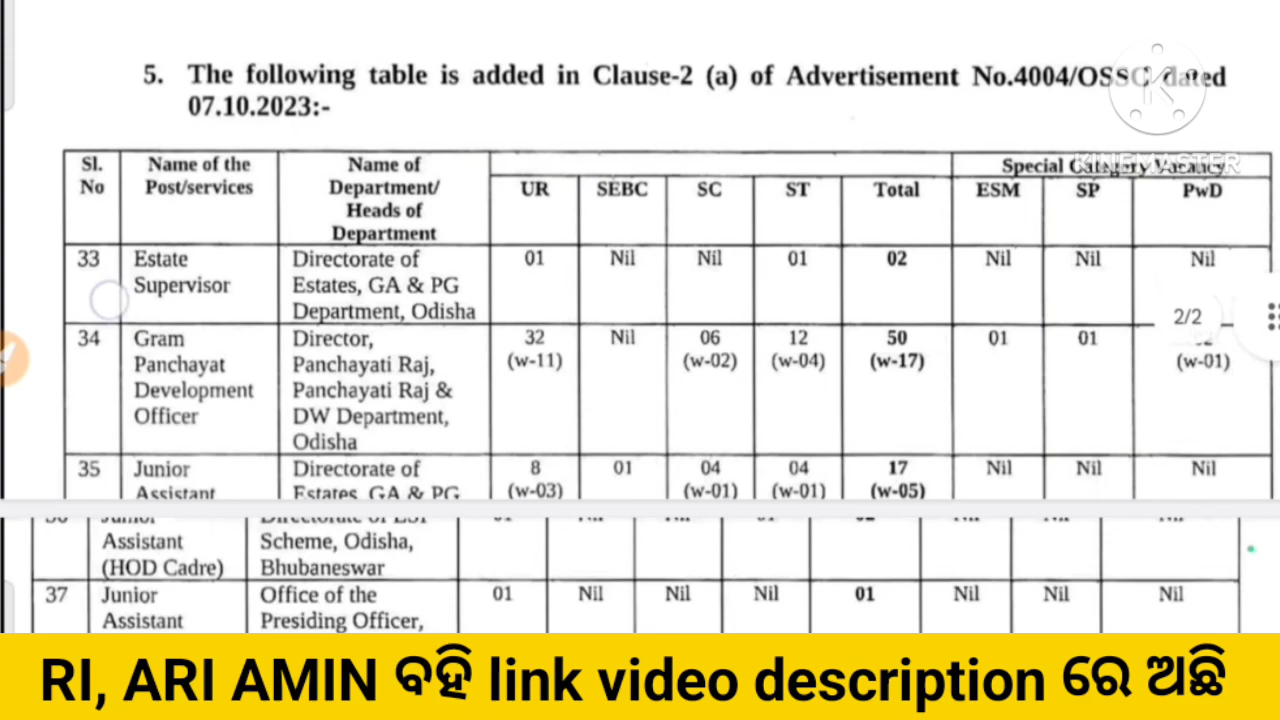 5. The following table is added in Clause-2 (a) of Advertisement No.4004/OSSC dated
07.10.2023:-
KINEMASTER
Sl. No Name of the Post/services Name of Department/ Heads of Department Special Category Vacancy
UR SEBC SC ST Total ESM SP PwD
33 Estate Supervisor Directorate of Estates, GA & PG Department, Odisha 01 Nil Nil 01 02 Nil Nil Nil
2/2
34 Gram Panchayat Development Officer Director, Panchayati Raj, Panchayati Raj & DW Department, Odisha 32 (w-11) Nil 06 (w-02) 12 (w-04) 50 (w-17) 01 01 (w-01)
35 Junior Assistant Directorate of Estates, GA & PG 8 (w-03) 01 04 (w-01) 04 (w-01) 17 (w-05) Nil Nil Nil
Assistant (HOD Cadre) Scheme, Odisha, Bhubaneswar
37 Junior Assistant Office of the Presiding Officer, 01 Nil Nil Nil 01 Nil Nil Nil
RI, ARI AMIN ବହି link video description ରେ ଅଛି